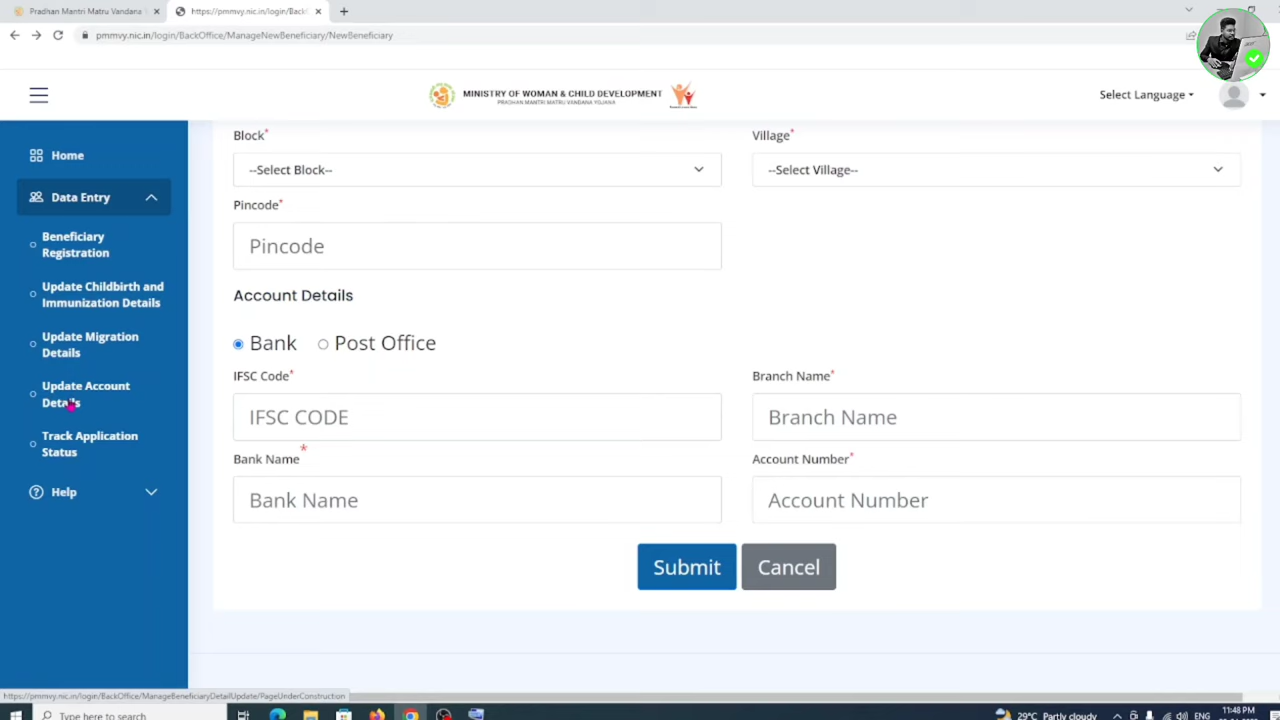 Pradhan Mantri Matru Vandana
https://pmmvy.nic.in/login/Back
pmmvy.nic.in/login/BackOffice/ManageNewBeneficiary/NewBeneficiary
MINISTRY OF WOMAN & CHILD DEVELOPMENT
PRADHAN MANTRI MATRU VANDANA YOJANA
Select Language
Home
Data Entry
Beneficiary
Registration
Update Childbirth and
Immunization Details
Update Migration
Details
Update Account
Details
Track Application
Status
Help
Block*
Village*
--Select Block--
--Select Village--
Pincode*
Pincode
Account Details
Bank
Post Office
IFSC Code*
Branch Name*
IFSC CODE
Branch Name
Bank Name*
Account Number*
Bank Name
Account Number
Submit
Cancel
https://pmmvy.nic.in/login/BackOffice/ManageBeneficiaryDetailUpdate/PageUnderConstruction
Type here to search
29°C Partly cloudy
ENG
11:48 PM